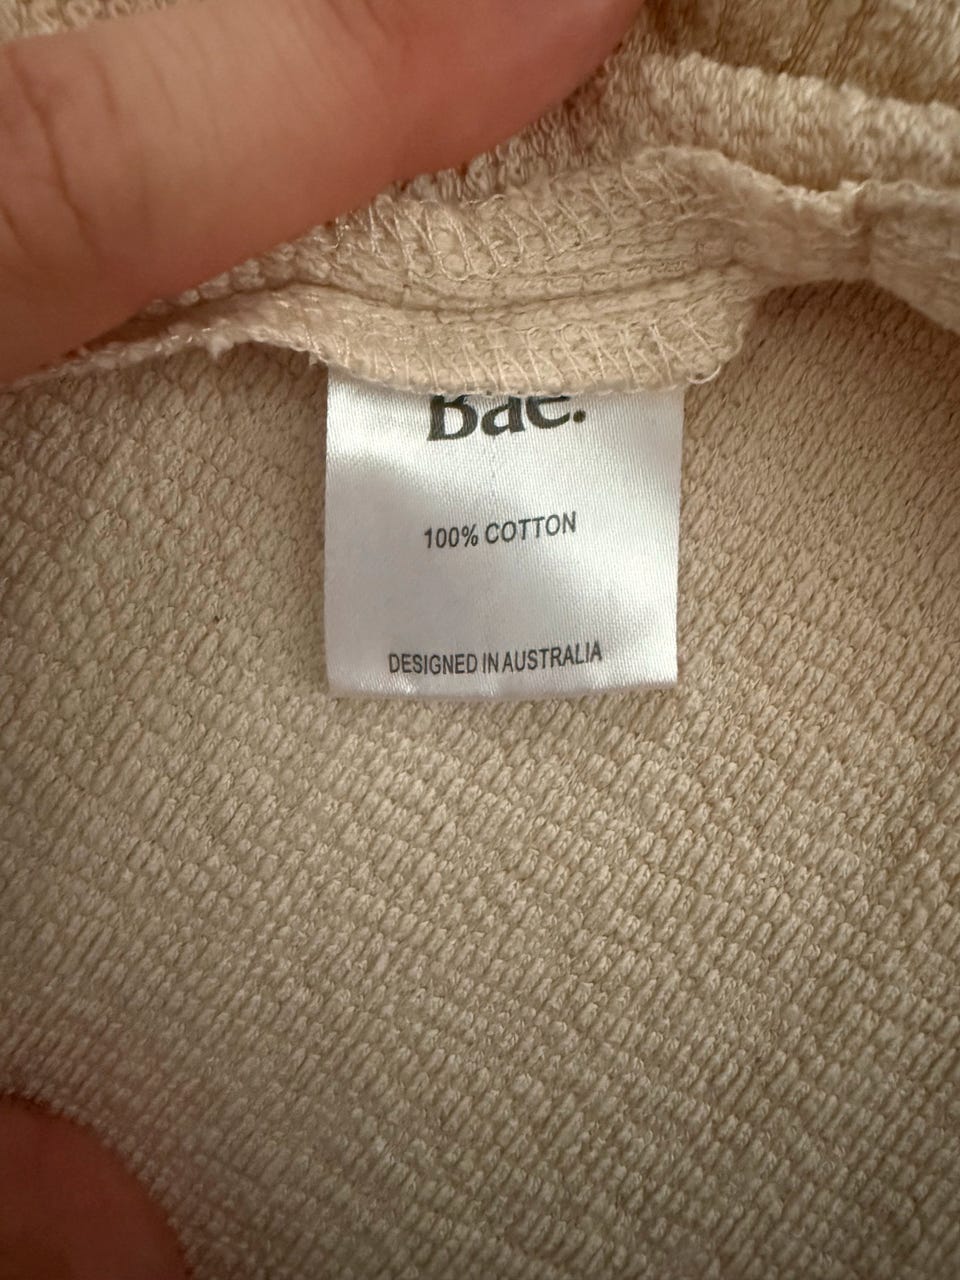 Bae.
100% COTTON
DESIGNED IN AUSTRALIA